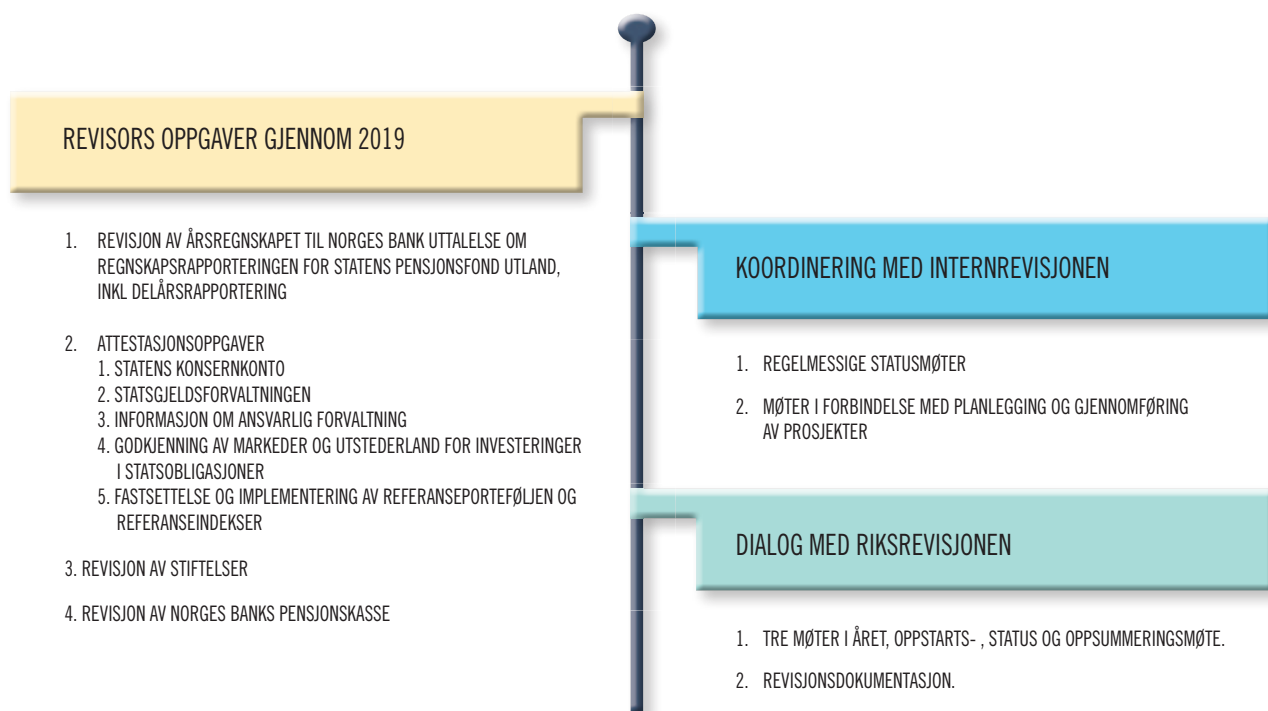 REVISORS OPPGAVER GJENNOM 2019
1. REVISJON AV ÅRSREGNSKAPET TIL NORGES BANK UTTALELSE OM
REGNSKAPSRAPPORTERINGEN FOR STATENS PENSJONSFOND UTLAND,
INKL DELÅRSRAPPORTERING
2. ATTESTASJONSOPPGAVER
1. STATENS KONSERNKONTO
2. STATSGJELDSFORVALTNINGEN
3. INFORMASJON OM ANSVARLIG FORVALTNING
4. GODKJENNING AV MARKEDER OG UTSTEDERLAND FOR INVESTERINGER
I STATSOBLIGASJONER
5. FASTSETTELSE OG IMPLEMENTERING AV REFERANSEPORTEFØLJEN OG
REFERANSEINDEKSER
3. REVISJON AV STIFTELSER
4. REVISJON AV NORGES BANKS PENSJONSKASSE
KOORDINERING MED INTERNREVISJONEN
1. REGELMESSIGE STATUSMØTER
2. MØTER I FORBINDELSE MED PLANLEGGING OG GJENNOMFØRING
AV PROSJEKTER
DIALOG MED RIKSREVISJONEN
1. TRE MØTER I ÅRET, OPPSTARTS- , STATUS OG OPPSUMMERINGSMØTE.
2. REVISJONSDOKUMENTASJON.